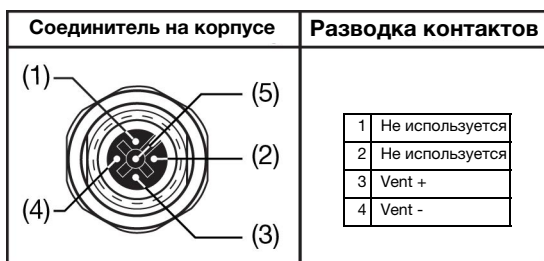 Соединитель на корпусе
Разводка контактов
(1)
(5)
(2)
(4)
(3)
1 Не используется
2 Не используется
3 Vent +
4 Vent -